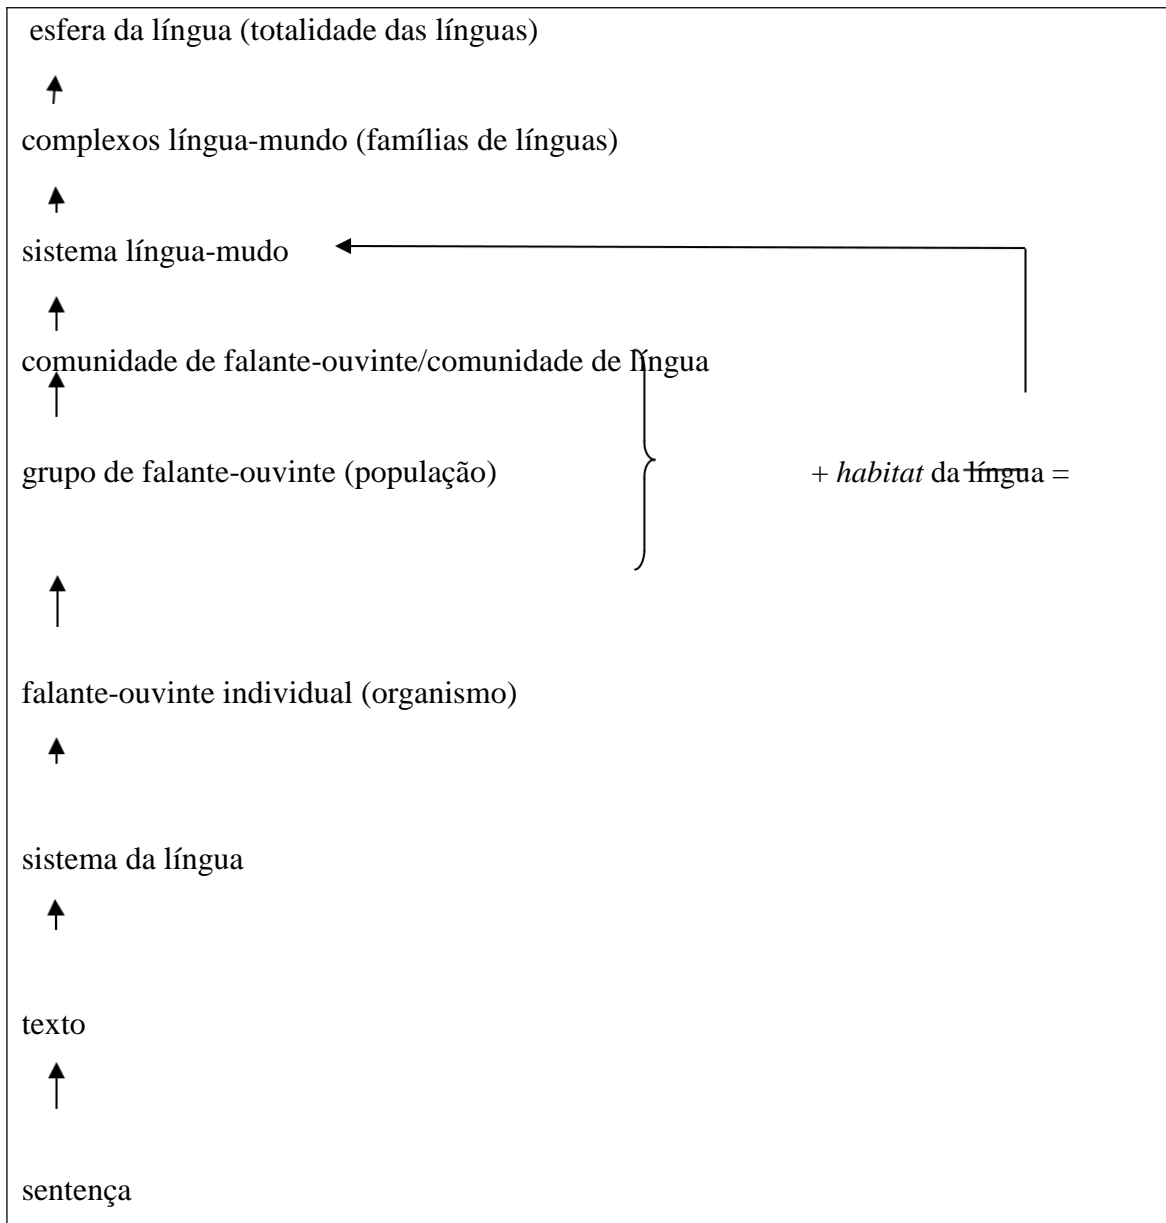 esfera da língua (totalidade das línguas)
complexos língua-mundo (famílias de línguas)
sistema língua-mudo
comunidade de falante-ouvinte/comunidade de língua
grupo de falante-ouvinte (população) + habitat da língua =
falante-ouvinte individual (organismo)
sistema da língua
texto
sentença